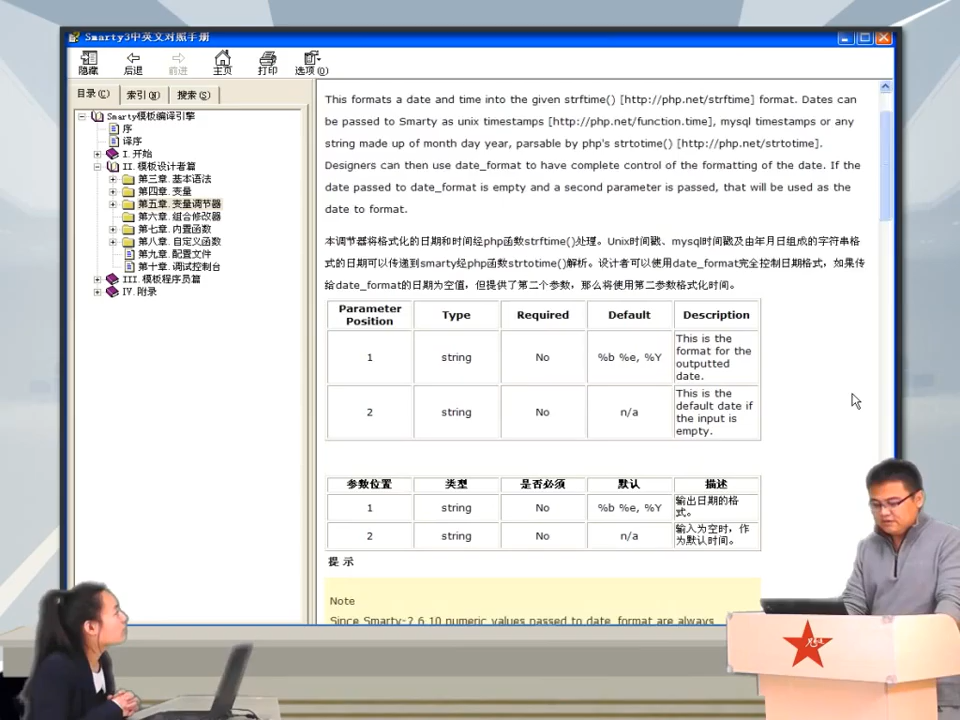 Smarty3中英文对照手册
隐藏 后退 前进 主页 打印 选项(O)
目录(C) 索引(N) 搜索(S)
Smarty模板编译引擎
序
译序
I.开始
II.模板设计者篇
第三章.基本语法
第四章.变量
第五章.变量调节器
第六章.组合修改器
第七章.内置函数
第八章.自定义函数
第九章.配置文件
第十章.调试控制台
III.模板程序员篇
IV.附录
This formats a date and time into the given strftime() [http://php.net/strftime] format. Dates can
be passed to Smarty as unix timestamps [http://php.net/function.time], mysql timestamps or any
string made up of month day year, parsable by php's strtotime() [http://php.net/strtotime].
Designers can then use date_format to have complete control of the formatting of the date. If the
date passed to date_format is empty and a second parameter is passed, that will be used as the
date to format.
本调节器将格式化的日期和时间经php函数strftime()处理。Unix时间戳、mysql时间戳及由年月日组成的字符串格
式的日期可以传递到smarty经php函数strtotime()解析。设计者可以使用date_format完全控制日期格式，如果传
给date_format的日期为空值，但提供了第二个参数，那么将使用第二参数格式化时间。
Parameter Position Type Required Default Description
1 string No %b %e, %Y This is the format for the outputted date.
2 string No n/a This is the default date if the input is empty.
参数位置 类型 是否必须 默认 描述
1 string No %b %e, %Y 输出日期的格式。
2 string No n/a 输入为空时，作为默认时间。
提示
Note
Since Smarty-2.6.10 numeric values passed to date_format are always